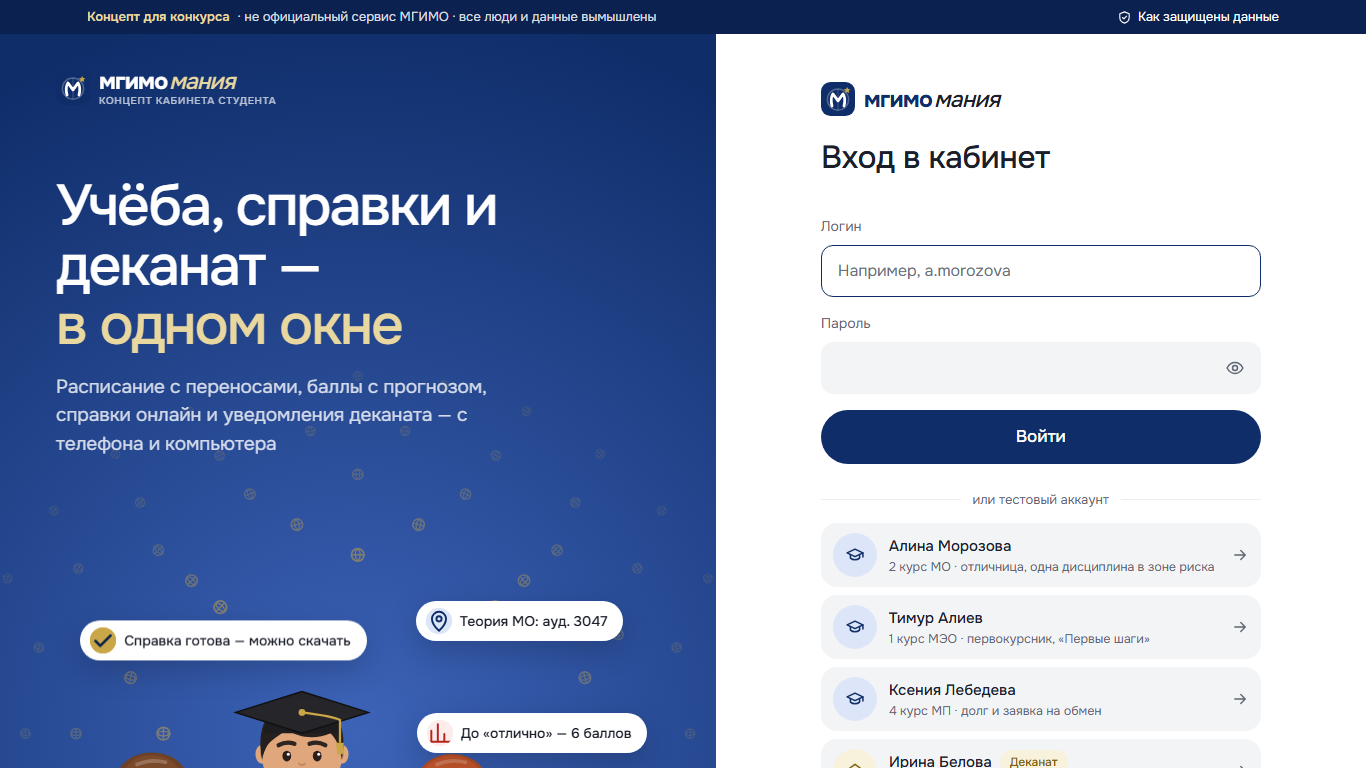 Концепт для конкурса · не официальный сервис МГИМО · все люди и данные вымышлены
Как защищены данные
М мгимо мания
КОНЦЕПТ КАБИНЕТА СТУДЕНТА
Учёба, справки и
деканат —
в одном окне
Расписание с переносами, баллы с прогнозом,
справки онлайн и уведомления деканата — с
телефона и компьютера
Справка готова — можно скачать
Теория МО: ауд. 3047
До «отлично» — 6 баллов
М мгимо мания
Вход в кабинет
Логин
Например, a.morozova
Пароль
Войти
или тестовый аккаунт
Алина Морозова
2 курс МО · отличница, одна дисциплина в зоне риска
Тимур Алиев
1 курс МЭО · первокурсник, «Первые шаги»
Ксения Лебедева
4 курс МП · долг и заявка на обмен
Ирина Белова Деканат